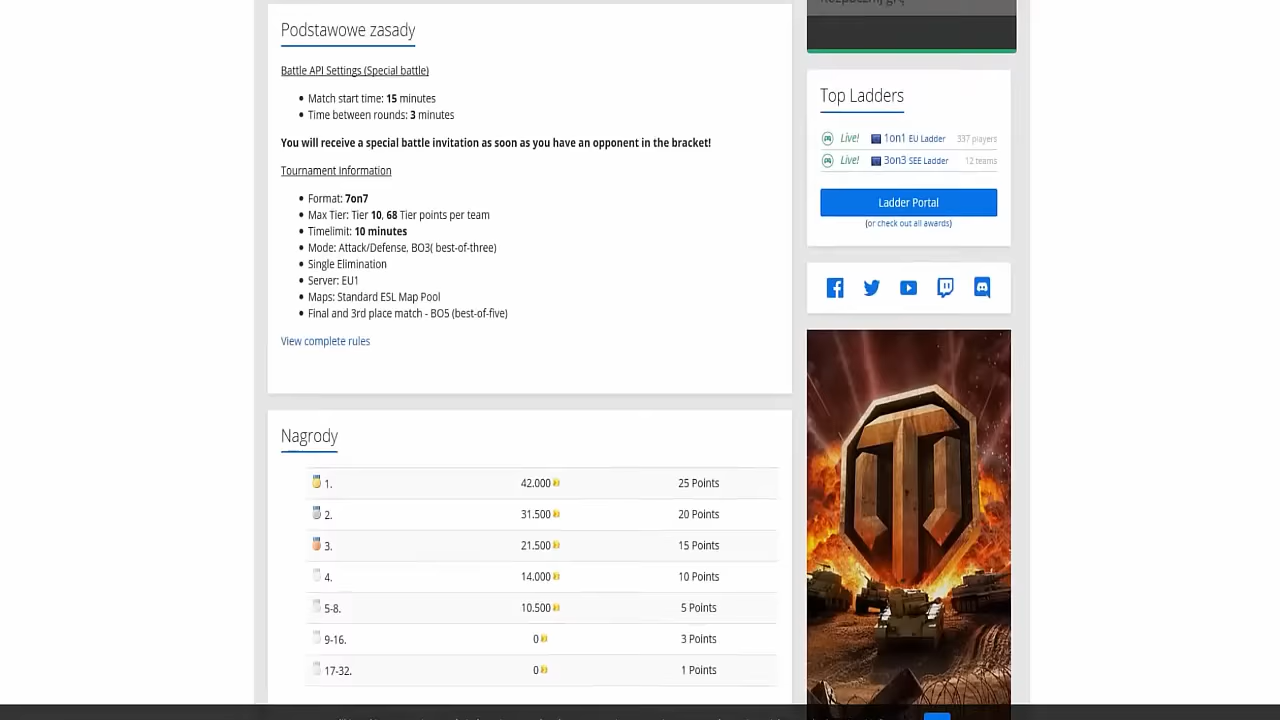 Podstawowe zasady
Battle API Settings (Special battle)
Match start time: 15 minutes
Time between rounds: 3 minutes
You will receive a special battle invitation as soon as you have an opponent in the bracket!
Tournament Information
Format: 7on7
Max Tier: Tier 10, 68 Tier points per team
Timelimit: 10 minutes
Mode: Attack/Defense, BO3( best-of-three)
Single Elimination
Server: EU1
Maps: Standard ESL Map Pool
Final and 3rd place match - BO5 (best-of-five)
View complete rules
Nagrody
1. 42.000 25 Points
2. 31.500 20 Points
3. 21.500 15 Points
4. 14.000 10 Points
5-8. 10.500 5 Points
9-16. 0 3 Points
17-32. 0 1 Points
Top Ladders
Live! 1on1 EU Ladder 337 players
Live! 3on3 SEE Ladder 12 teams
Ladder Portal
(or check out all awards)